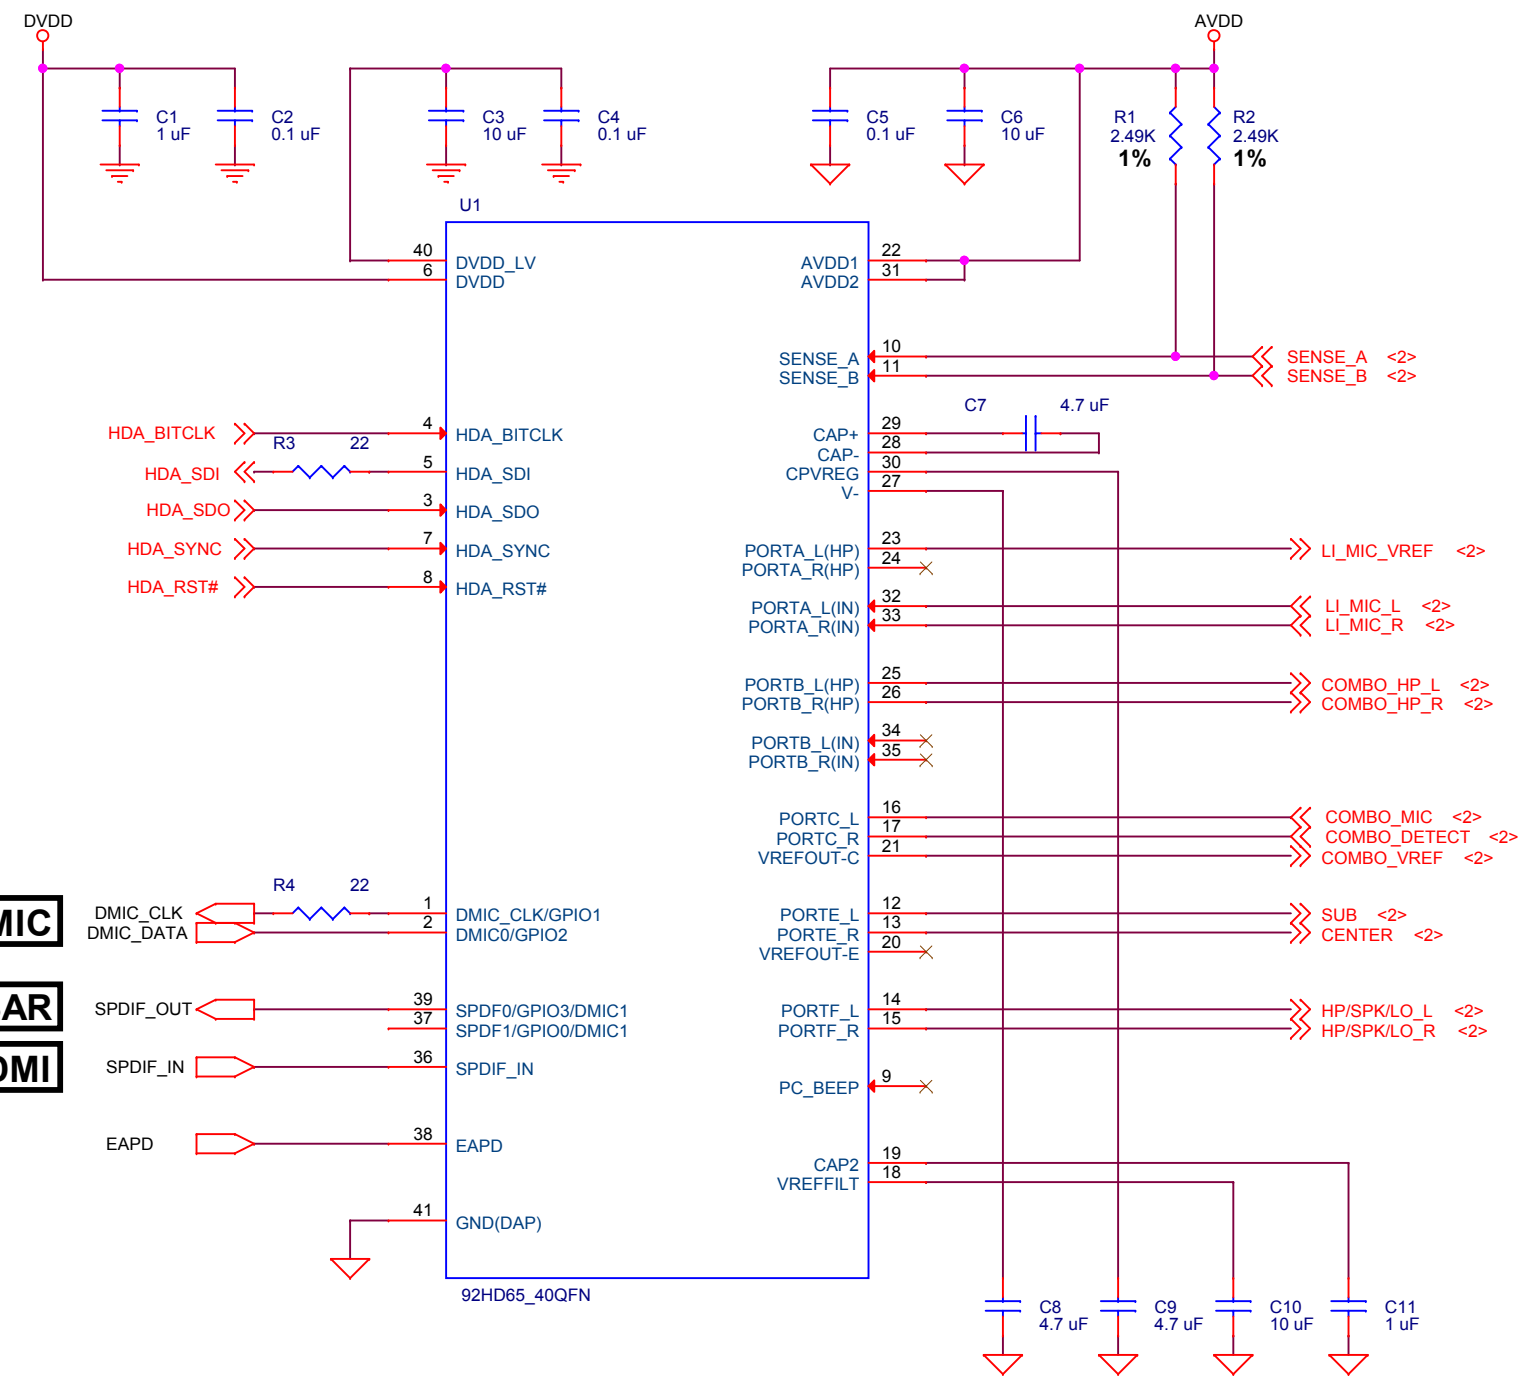 DVDD
AVDD
C1
1 uF
C2
0.1 uF
C3
10 uF
C4
0.1 uF
C5
0.1 uF
C6
10 uF
R1
2.49K
1%
R2
2.49K
1%
U1
40
DVDD_LV
6
DVDD
22
AVDD1
31
AVDD2
10
SENSE_A
SENSE_A <2>
11
SENSE_B
SENSE_B <2>
C7
4.7 uF
HDA_BITCLK
4
HDA_BITCLK
R3
22
HDA_SDI
5
HDA_SDI
HDA_SDO
3
HDA_SDO
HDA_SYNC
7
HDA_SYNC
HDA_RST#
8
HDA_RST#
29
CAP+
28
CAP-
30
CPVREG
27
V-
23
PORTA_L(HP)
LI_MIC_VREF <2>
24
PORTA_R(HP)
32
PORTA_L(IN)
LI_MIC_L <2>
33
PORTA_R(IN)
LI_MIC_R <2>
25
PORTB_L(HP)
COMBO_HP_L <2>
26
PORTB_R(HP)
COMBO_HP_R <2>
34
PORTB_L(IN)
35
PORTB_R(IN)
16
PORTC_L
COMBO_MIC <2>
17
PORTC_R
COMBO_DETECT <2>
21
VREFOUT-C
COMBO_VREF <2>
R4
22
MIC
DMIC_CLK
1
DMIC_CLK/GPIO1
DMIC_DATA
2
DMIC0/GPIO2
12
PORTE_L
SUB <2>
13
PORTE_R
CENTER <2>
20
VREFOUT-E
AR
SPDIF_OUT
39
SPDF0/GPIO3/DMIC1
37
SPDF1/GPIO0/DMIC1
14
PORTF_L
HP/SPK/LO_L <2>
15
PORTF_R
HP/SPK/LO_R <2>
DMI
SPDIF_IN
36
SPDIF_IN
9
PC_BEEP
EAPD
38
EAPD
19
CAP2
18
VREFFILT
41
GND(DAP)
92HD65_40QFN
C8
4.7 uF
C9
4.7 uF
C10
10 uF
C11
1 uF